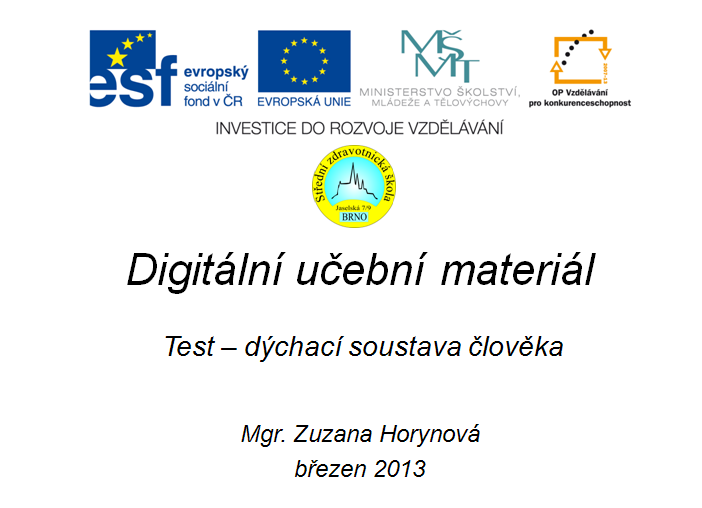 esf evropský
sociální
fond v ČR
EVROPSKÁ UNIE
MŠMT
MINISTERSTVO ŠKOLSTVÍ,
MLÁDEŽE A TĚLOVÝCHOVY
2007-13
OP Vzdělávání
pro konkurenceschopnost
INVESTICE DO ROZVOJE VZDĚLÁVÁNÍ
Střední zdravotnická škola
Jaselská 7/9
BRNO
Digitální učební materiál
Test – dýchací soustava člověka
Mgr. Zuzana Horynová
březen 2013